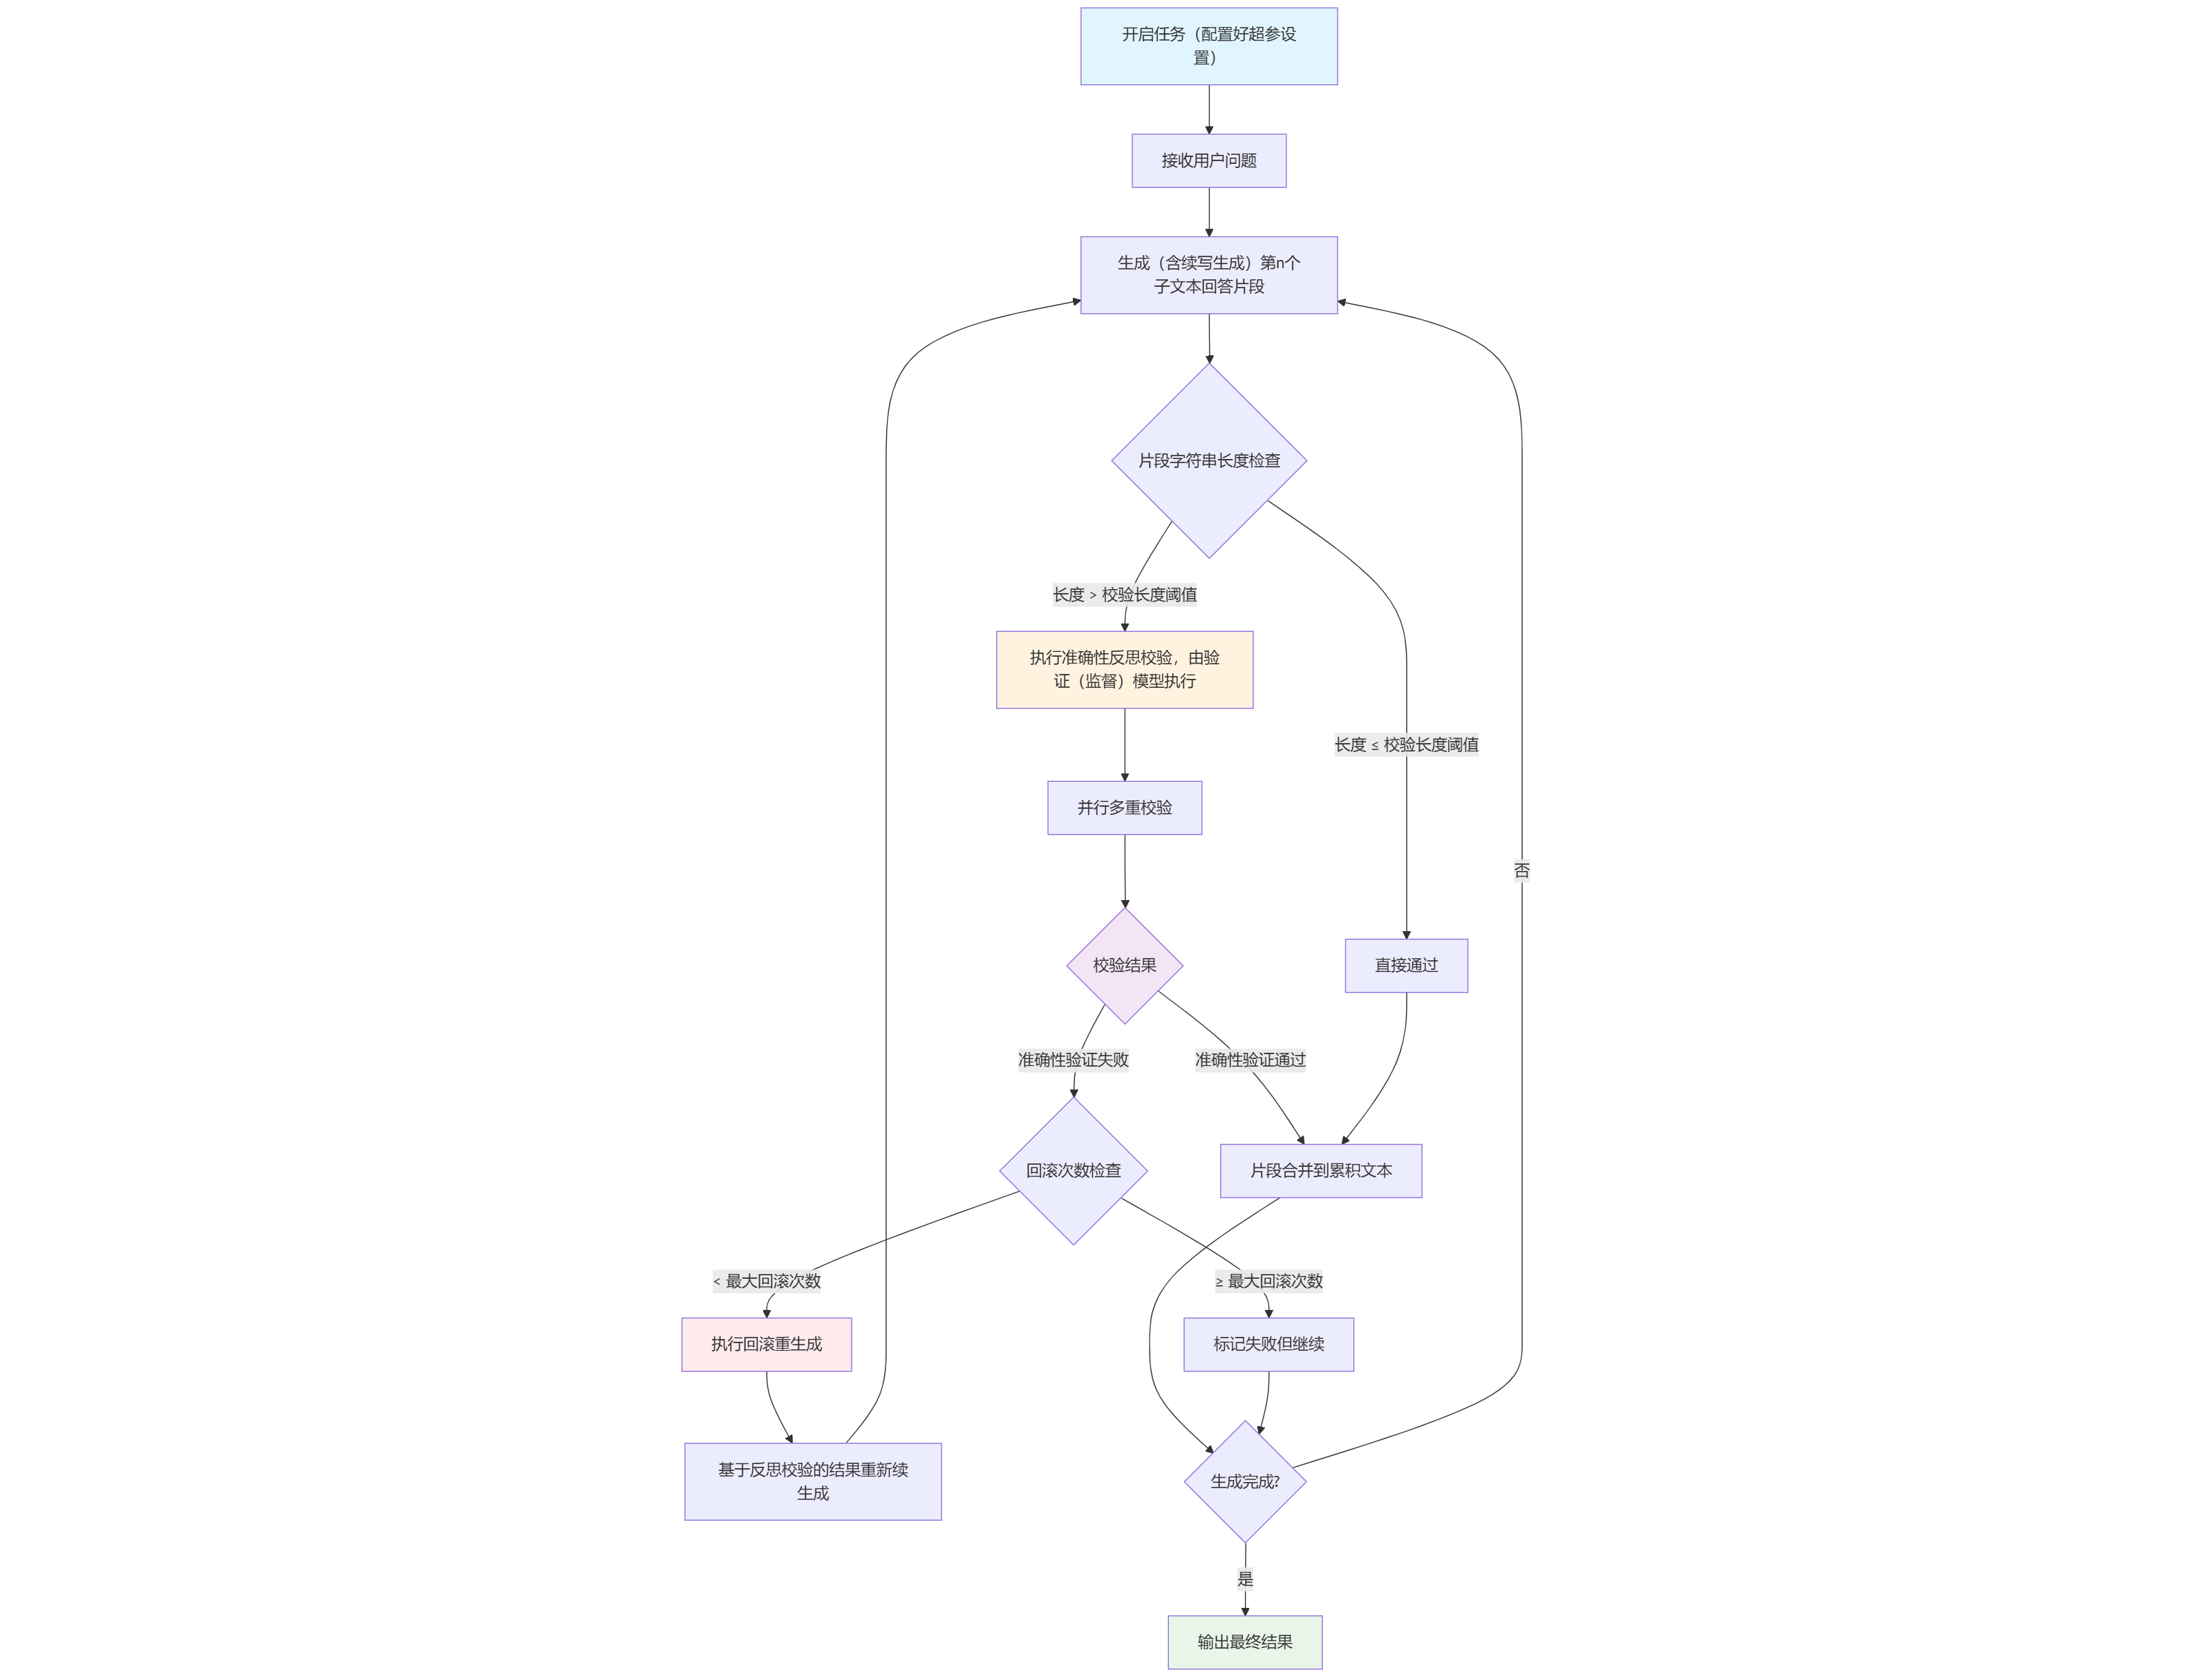 开启任务（配置好超参设
置）
接收用户问题
生成（含续写生成）第n个
子文本回答片段
片段字符串长度检查
长度 > 校验长度阈值
执行准确性反思校验，由验
证（监督）模型执行
长度 ≤ 校验长度阈值
并行多重校验
否
校验结果
直接通过
准确性验证失败
准确性验证通过
回滚次数检查
片段合并到累积文本
< 最大回滚次数
≥ 最大回滚次数
执行回滚重生成
标记失败但继续
基于反思校验的结果重新续
生成
生成完成?
是
输出最终结果